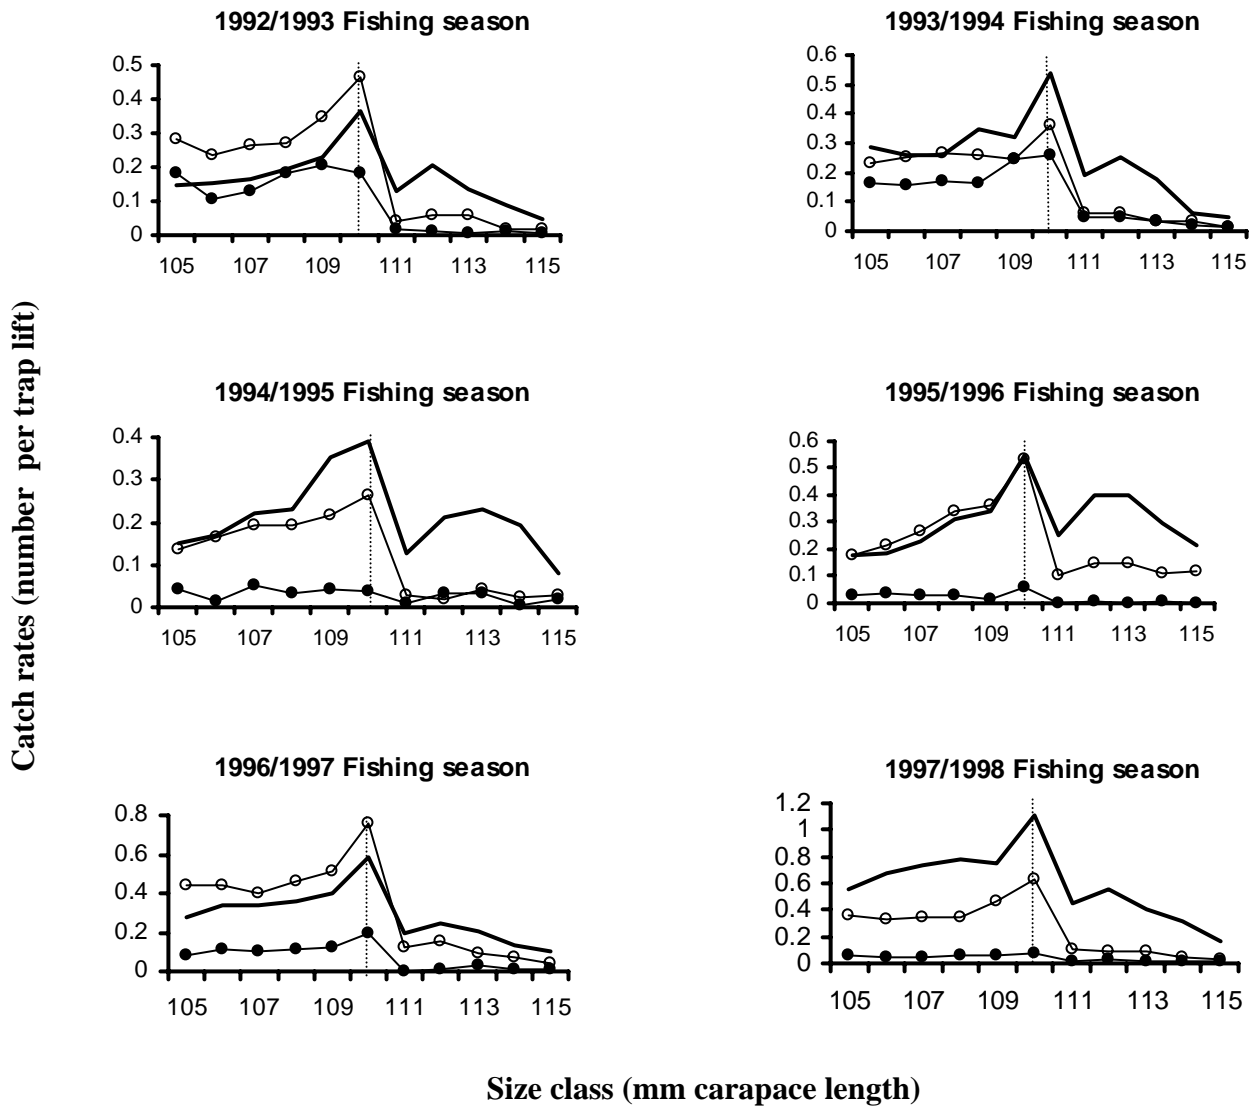 1992/1993 Fishing season
0.5
0.4
0.3
0.2
0.1
0
105 107 109 111 113 115
1993/1994 Fishing season
0.6
0.5
0.4
0.3
0.2
0.1
0
105 107 109 111 113 115
Catch rates (number per trap lift)
1994/1995 Fishing season
0.4
0.3
0.2
0.1
0
105 107 109 111 113 115
1995/1996 Fishing season
0.6
0.5
0.4
0.3
0.2
0.1
0
105 107 109 111 113 115
1996/1997 Fishing season
0.8
0.6
0.4
0.2
0
105 107 109 111 113 115
1997/1998 Fishing season
1.2
1
0.8
0.6
0.4
0.2
0
105 107 109 111 113 115
Size class (mm carapace length)